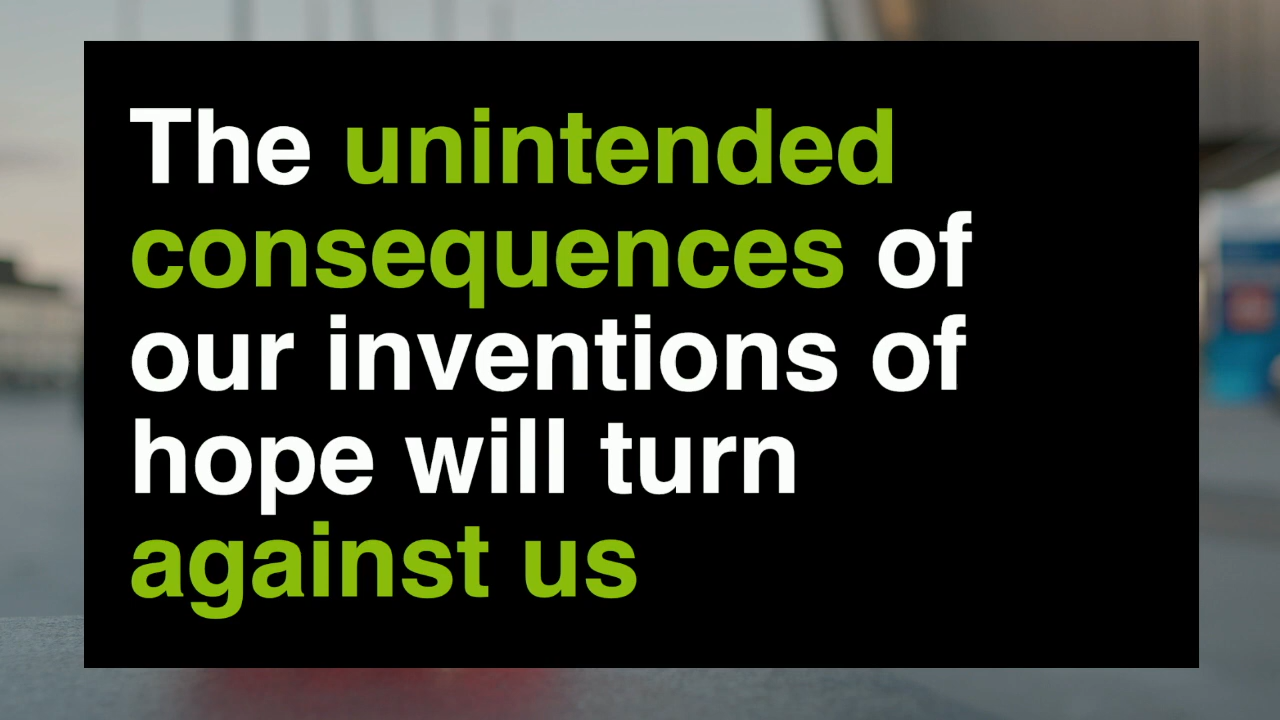 The unintended
consequences of
our inventions of
hope will turn
against us